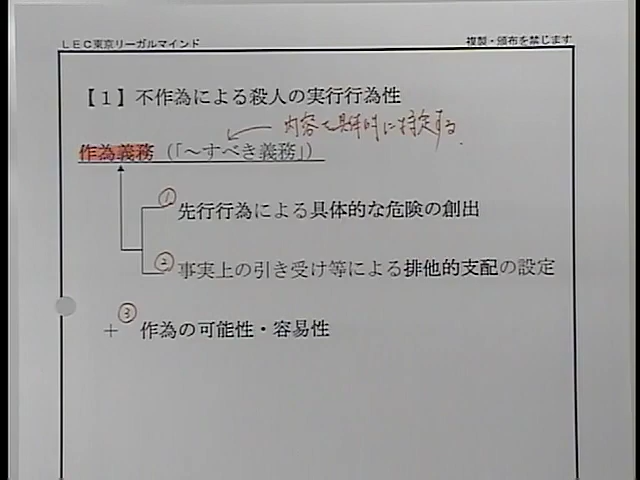 LEC東京リーガルマインド
複製・頒布を禁じます
【1】不作為による殺人の実行行為性
内容を具体的に特定する.
作為義務(「~すべき義務」)
① 先行行為による具体的な危険の創出
② 事実上の引き受け等による排他的支配の設定
③
+ 作為の可能性・容易性